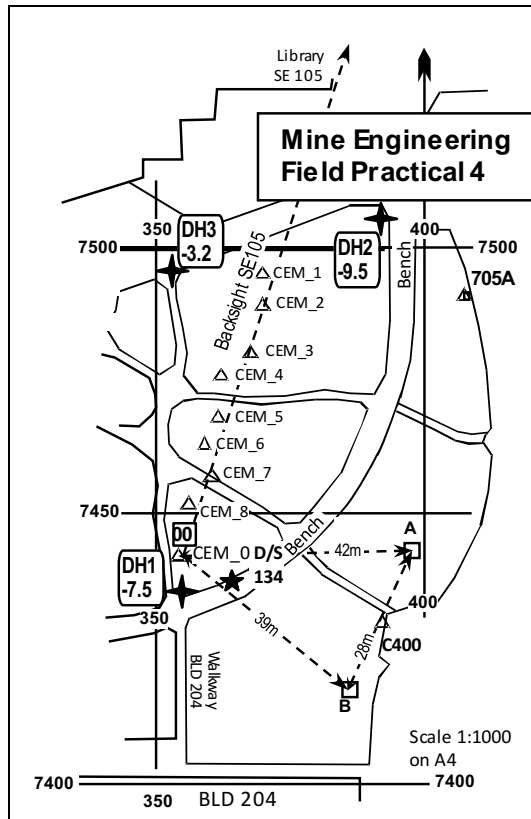 Library
SE 105
Mine Engineering
Field Practical 4
350
400
DH3
-3.2
DH2
-9.5
7500
7500
Backsight SE105
Bench
CEM_1
705A
CEM_2
CEM_3
CEM_4
CEM_5
CEM_6
CEM_7
7450
CEM_8
00
Bench
A
CEM_0
D/S
134
42m
DH1
-7.5
350
400
39m
28m
C400
Walkway
BLD 204
B
Scale 1:1000
on A4
7400
7400
350
BLD 204